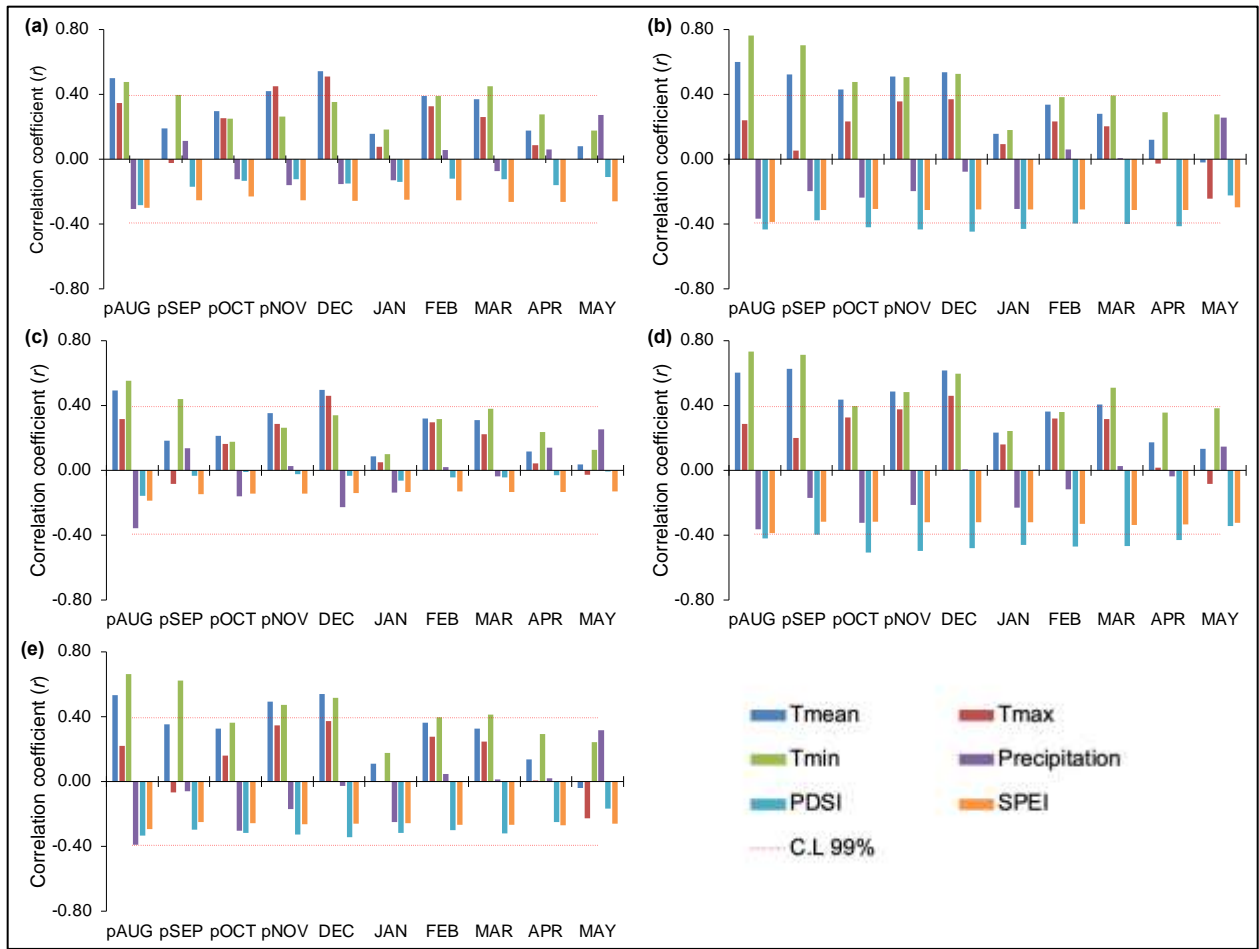 (a)
Correlation coefficient (r)
0.80
0.40
0.00
-0.40
-0.80
pAUG pSEP pOCT pNOV DEC JAN FEB MAR APR MAY
(b)
Correlation coefficient (r)
0.80
0.40
0.00
-0.40
-0.80
pAUG pSEP pOCT pNOV DEC JAN FEB MAR APR MAY
(c)
Correlation coefficient (r)
0.80
0.40
0.00
-0.40
-0.80
pAUG pSEP pOCT pNOV DEC JAN FEB MAR APR MAY
(d)
Correlation coefficient (r)
0.80
0.40
0.00
-0.40
-0.80
pAUG pSEP pOCT pNOV DEC JAN FEB MAR APR MAY
(e)
Correlation coefficient (r)
0.80
0.40
0.00
-0.40
-0.80
pAUG pSEP pOCT pNOV DEC JAN FEB MAR APR MAY
Tmean Tmax
Tmin Precipitation
PDSI SPEI
C.L 99%